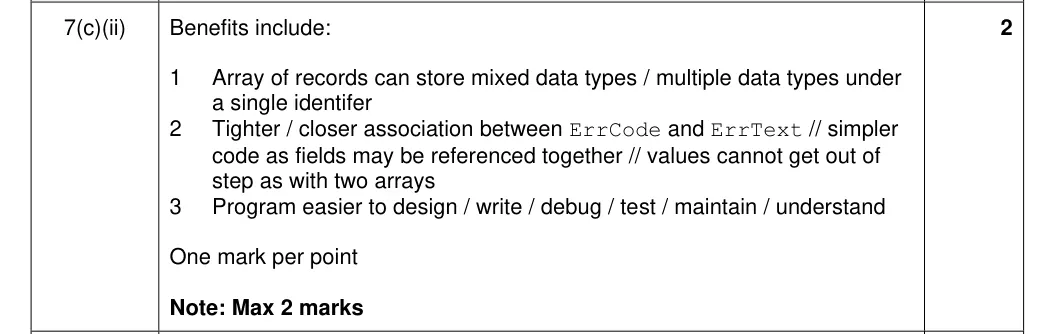 7(c)(ii) Benefits include: 2
1 Array of records can store mixed data types / multiple data types under
a single identifer
2 Tighter / closer association between ErrCode and ErrText // simpler
code as fields may be referenced together // values cannot get out of
step as with two arrays
3 Program easier to design / write / debug / test / maintain / understand
One mark per point
Note: Max 2 marks